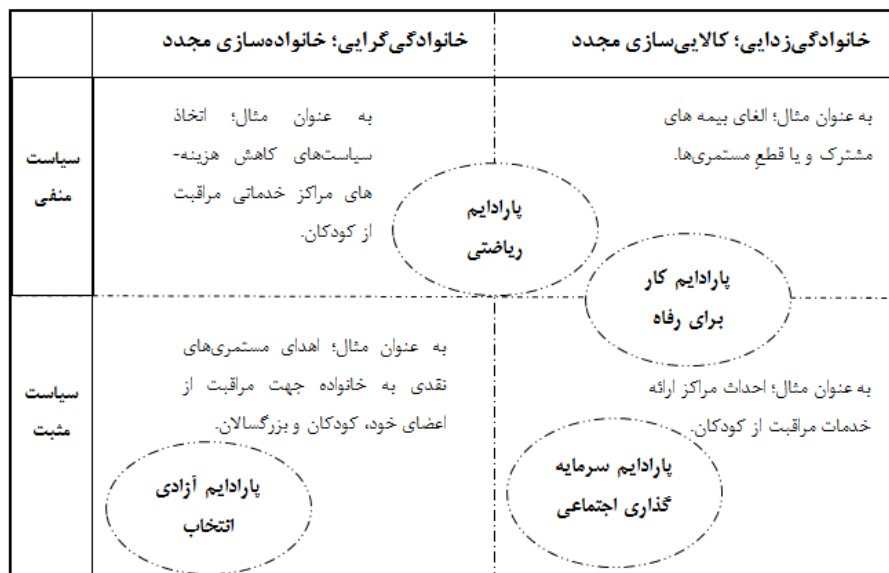 خانوادگی‌زدایی؛ کالایی‌سازی مجدد
خانوادگی‌گرایی؛ خانواده‌سازی مجدد
سیاست
منفی
به عنوان مثال؛ الغای بیمه های
مشترک و یا قطعِ مستمری‌ها.
به عنوان مثال؛ اتخاذ
سیاست‌های کاهش هزینه-
های مراکز خدماتی مراقبت
از کودکان.
پارادایم
ریاضتی
پارادایم کار
برای رفاه
سیاست
مثبت
به عنوان مثال؛ احداث مراکز ارائه
خدمات مراقبت از کودکان.
به عنوان مثال؛ اهدای مستمری‌های
نقدی به خانواده جهت مراقبت از
اعضای خود، کودکان و بزرگسالان.
پارادایم سرمایه
گذاری اجتماعی
پارادایم آزادی
انتخاب